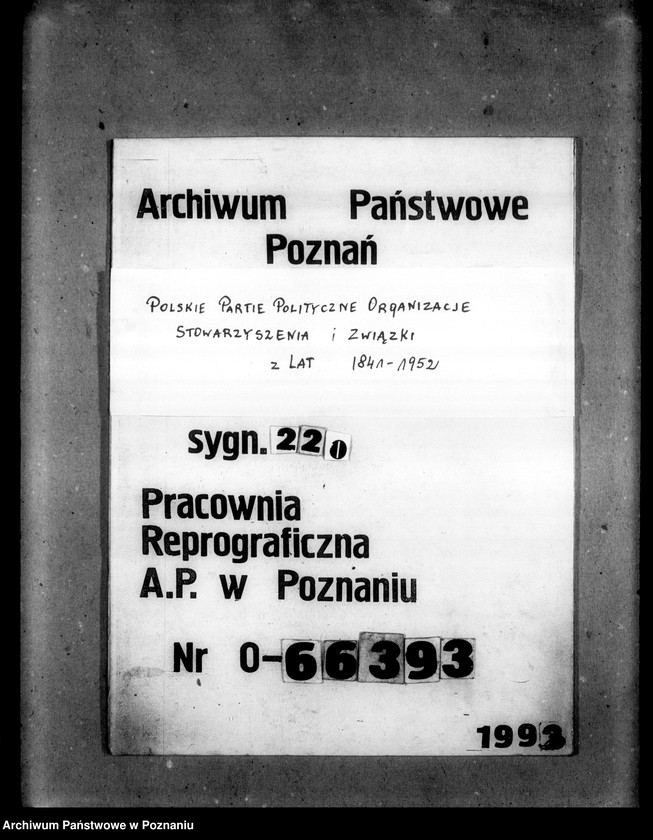 Archiwum Państwowe
Poznań
POLSKIE PARTIE POLITYCZNE ORGANIZACJE
STOWARZYSZENIA i ZWIĄZKI
z LAT 1841-1952
sygn. 220
Pracownia
Reprograficzna
A.P. w Poznaniu
Nr 0-66393
1993
Archiwum Państwowe w Poznaniu